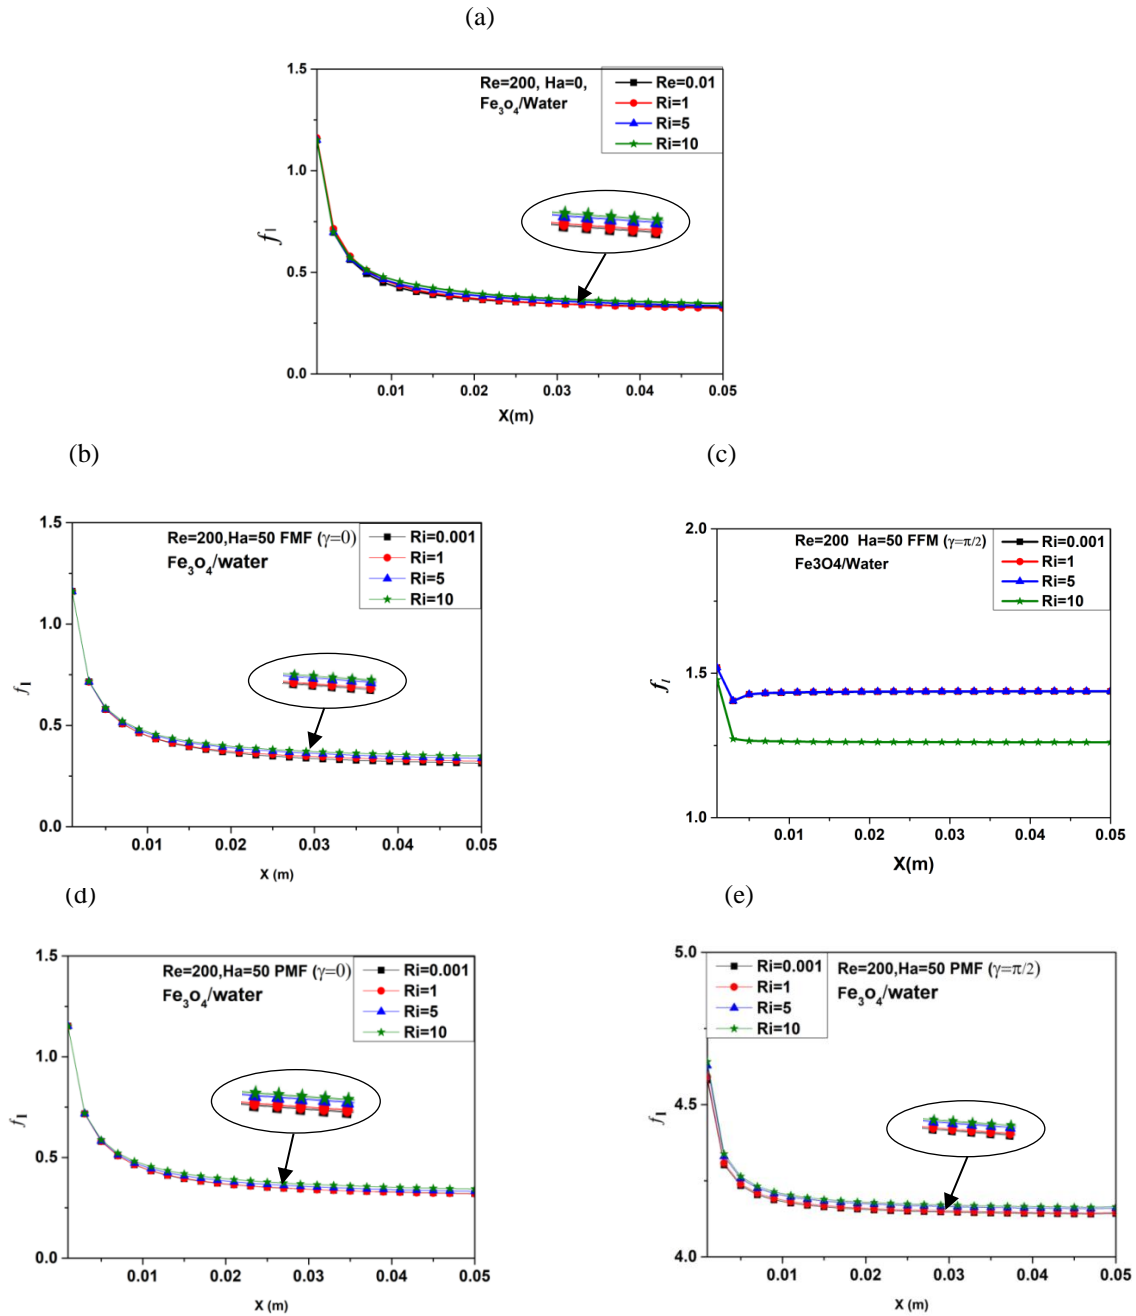 (a)
1.5
1.0
0.5
0.0
f_l
Re=200, Ha=0,
Fe₃o₄/Water
Re=0.01
Ri=1
Ri=5
Ri=10
0.01 0.02 0.03 0.04 0.05
X(m)
(b)
1.5
1.0
0.5
0.0
f_l
Re=200,Ha=50 FMF (γ=0)
Fe₃o₄/water
Ri=0.001
Ri=1
Ri=5
Ri=10
0.01 0.02 0.03 0.04 0.05
X (m)
(c)
2.0
1.5
1.0
f_l
Re=200 Ha=50 FFM (γ=π/2)
Fe3O4/Water
Ri=0.001
Ri=1
Ri=5
Ri=10
0.01 0.02 0.03 0.04 0.05
X(m)
(d)
1.5
1.0
0.5
0.0
f_l
Re=200,Ha=50 PMF (γ=0)
Fe₃o₄/water
Ri=0.001
Ri=1
Ri=5
Ri=10
0.01 0.02 0.03 0.04 0.05
X (m)
(e)
5.0
4.5
4.0
f_l
Ri=0.001
Ri=1
Ri=5
Ri=10
Re=200,Ha=50 PMF (γ=π/2)
Fe₃o₄/water
0.01 0.02 0.03 0.04 0.05
X (m)